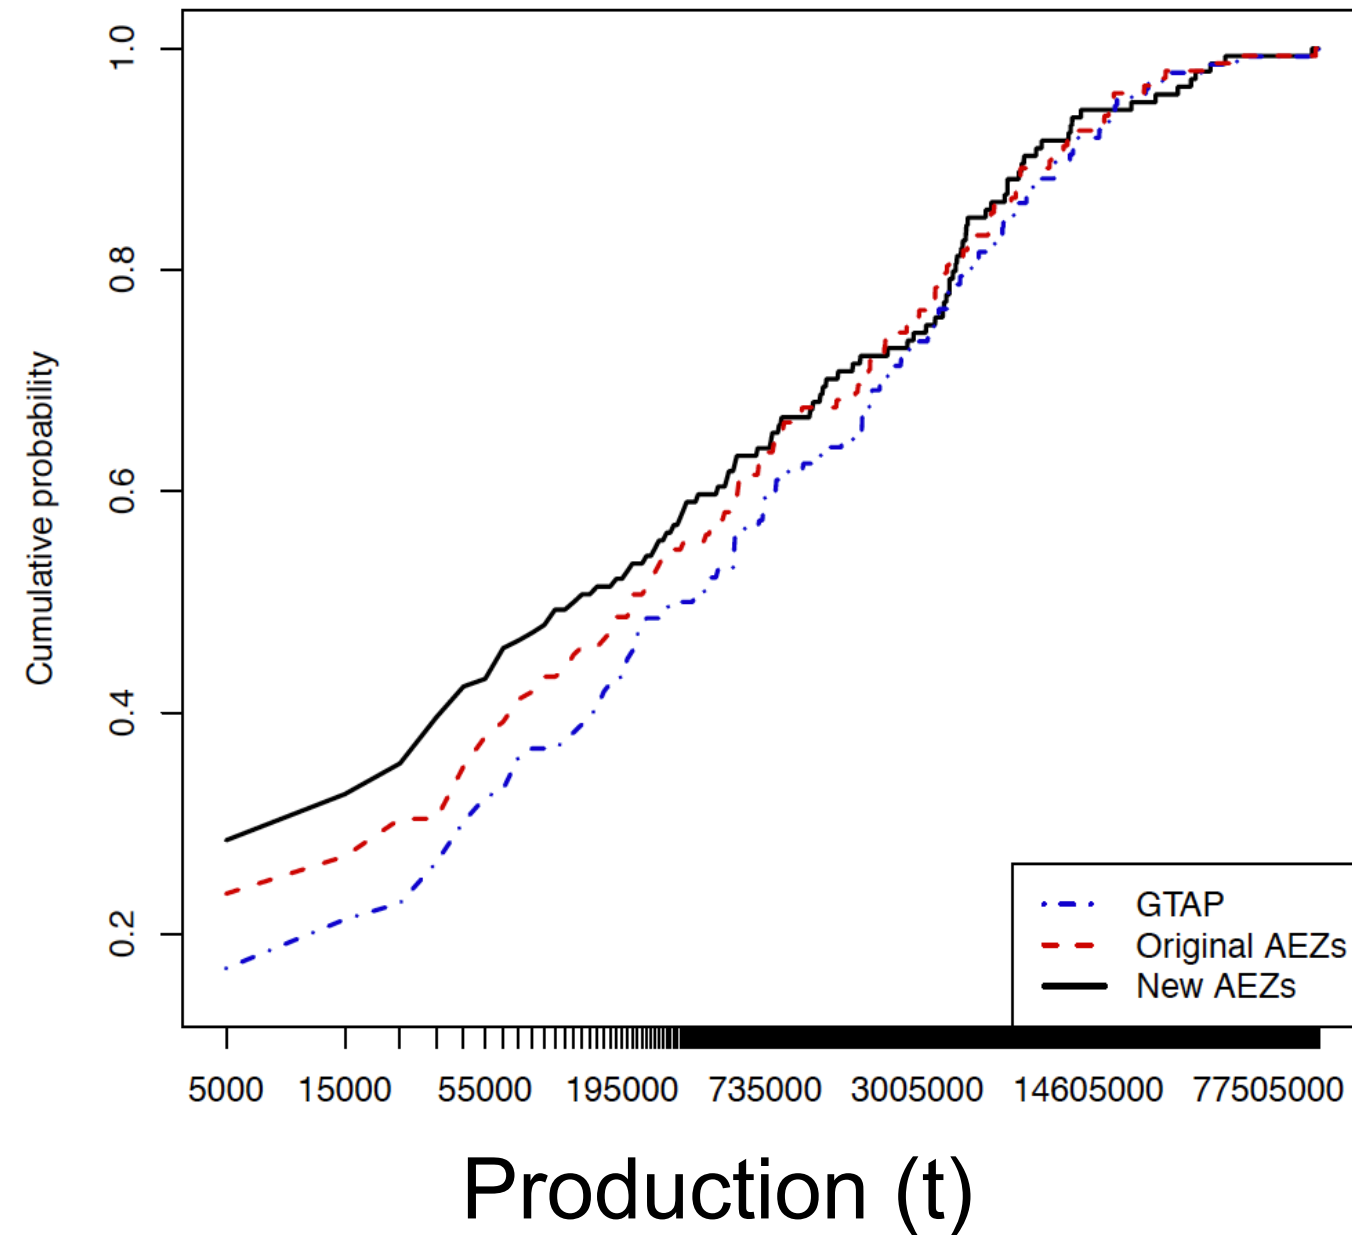 1.0
0.8
0.6
0.4
0.2
Cumulative probability
GTAP
Original AEZs
New AEZs
5000 15000 55000 195000 735000 3005000 14605000 77505000
Production (t)